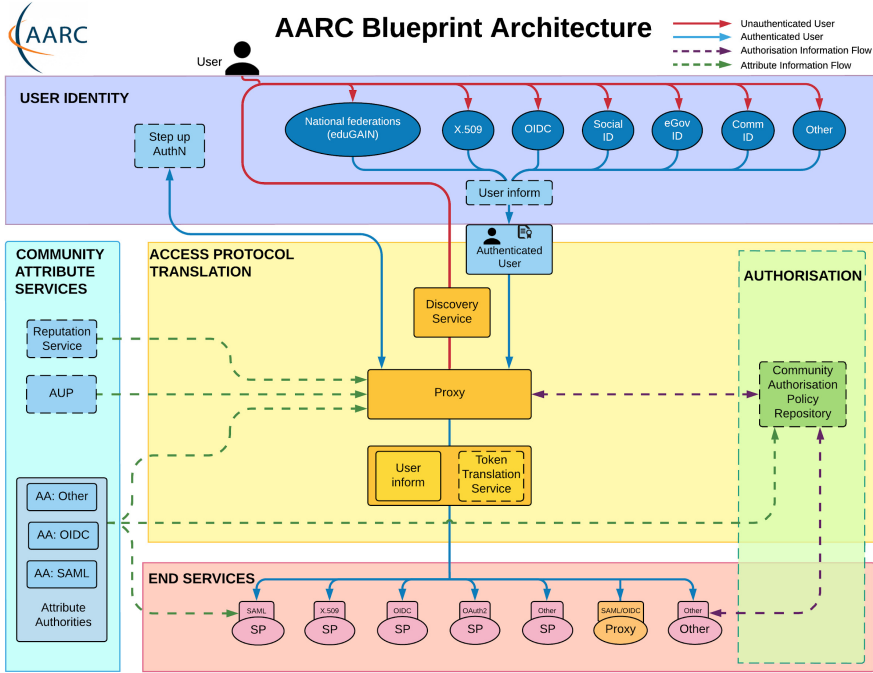 AARC
AARC Blueprint Architecture
Unauthenticated User
Authenticated User
Authorisation Information Flow
Attribute Information Flow
User
USER IDENTITY
Step up
AuthN
National federations
(eduGAIN)
X.509
OIDC
Social
ID
eGov
ID
Comm
ID
Other
User inform
Authenticated
User
COMMUNITY
ATTRIBUTE
SERVICES
ACCESS PROTOCOL
TRANSLATION
AUTHORISATION
Discovery
Service
Reputation
Service
AUP
Proxy
Community
Authorisation
Policy
Repository
User
inform
Token
Translation
Service
AA: Other
AA: OIDC
AA: SAML
Attribute
Authorities
END SERVICES
SAML
SP
X.509
SP
OIDC
SP
OAuth2
SP
Other
SP
SAML/OIDC
Proxy
Other
Other